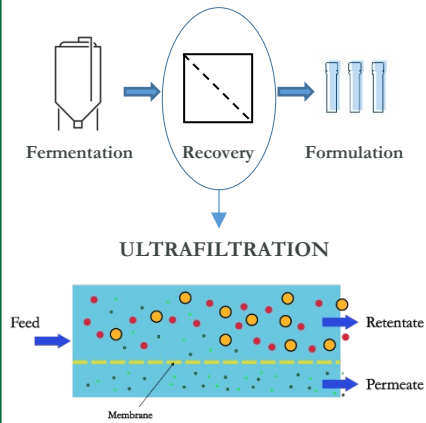 Fermentation
Recovery
Formulation
ULTRAFILTRATION
Feed
Retentate
Permeate
Membrane